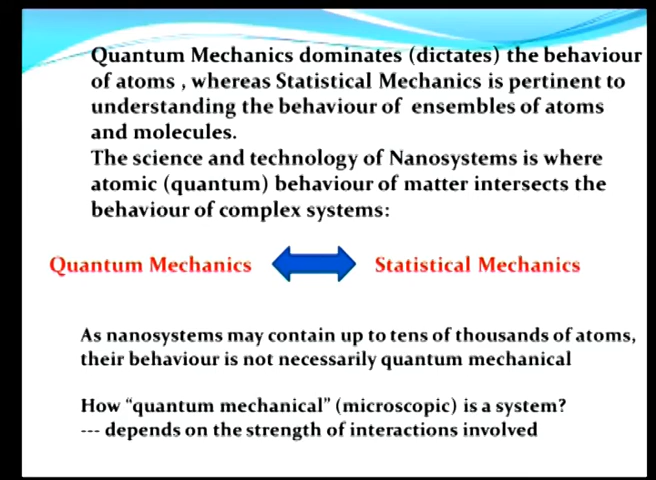 Quantum Mechanics dominates (dictates) the behaviour
of atoms , whereas Statistical Mechanics is pertinent to
understanding the behaviour of ensembles of atoms
and molecules.
The science and technology of Nanosystems is where
atomic (quantum) behaviour of matter intersects the
behaviour of complex systems:
Quantum Mechanics Statistical Mechanics
As nanosystems may contain up to tens of thousands of atoms,
their behaviour is not necessarily quantum mechanical
How “quantum mechanical” (microscopic) is a system?
--- depends on the strength of interactions involved